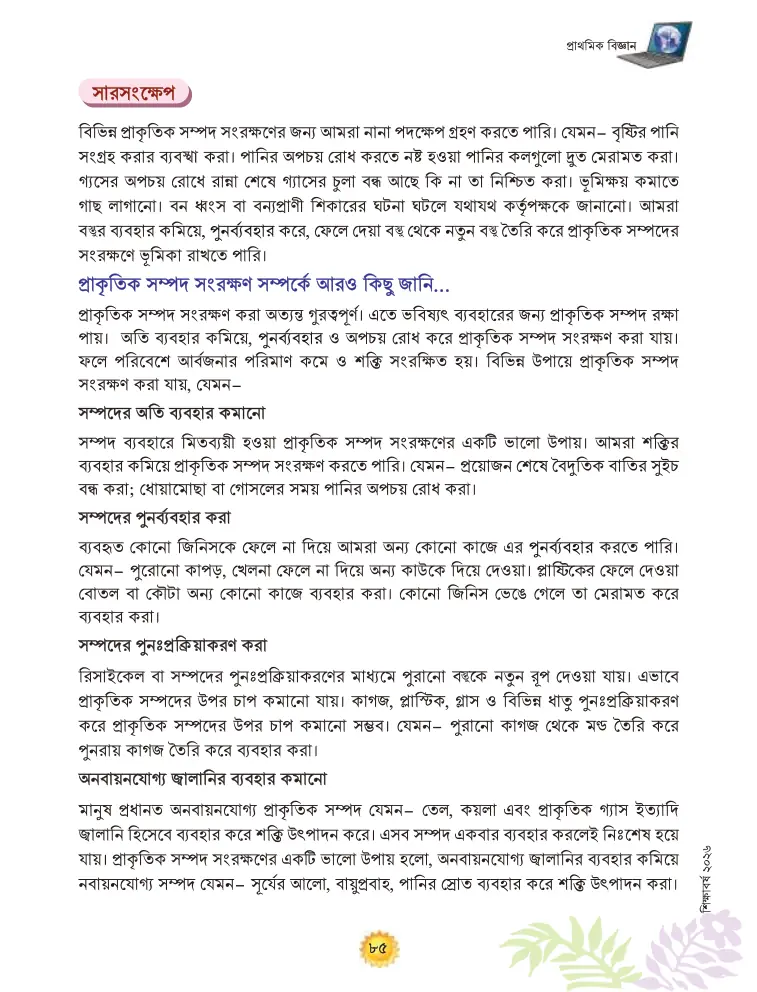 প্রাথমিক বিজ্ঞান
সারসংক্ষেপ
বিভিন্ন প্রাকৃতিক সম্পদ সংরক্ষণের জন্য আমরা নানা পদক্ষেপ গ্রহণ করতে পারি। যেমন– বৃষ্টির পানি
সংগ্রহ করার ব্যবস্থা করা। পানির অপচয় রোধ করতে নষ্ট হওয়া পানির কলগুলো দ্রুত মেরামত করা।
গ্যসের অপচয় রোধে রান্না শেষে গ্যাসের চুলা বন্ধ আছে কি না তা নিশ্চিত করা। ভূমিক্ষয় কমাতে
গাছ লাগানো। বন ধ্বংস বা বন্যপ্রাণী শিকারের ঘটনা ঘটলে যথাযথ কর্তৃপক্ষকে জানানো। আমরা
বস্তুর ব্যবহার কমিয়ে, পুনর্ব্যবহার করে, ফেলে দেয়া বস্তু থেকে নতুন বস্তু তৈরি করে প্রাকৃতিক সম্পদের
সংরক্ষণে ভূমিকা রাখতে পারি।
প্রাকৃতিক সম্পদ সংরক্ষণ সম্পর্কে আরও কিছু জানি...
প্রাকৃতিক সম্পদ সংরক্ষণ করা অত্যন্ত গুরত্বপূর্ণ। এতে ভবিষ্যৎ ব্যবহারের জন্য প্রাকৃতিক সম্পদ রক্ষা
পায়। অতি ব্যবহার কমিয়ে, পুনর্ব্যবহার ও অপচয় রোধ করে প্রাকৃতিক সম্পদ সংরক্ষণ করা যায়।
ফলে পরিবেশে আর্বজনার পরিমাণ কমে ও শক্তি সংরক্ষিত হয়। বিভিন্ন উপায়ে প্রাকৃতিক সম্পদ
সংরক্ষণ করা যায়, যেমন–
সম্পদের অতি ব্যবহার কমানো
সম্পদ ব্যবহারে মিতব্যয়ী হওয়া প্রাকৃতিক সম্পদ সংরক্ষণের একটি ভালো উপায়। আমরা শক্তির
ব্যবহার কমিয়ে প্রাকৃতিক সম্পদ সংরক্ষণ করতে পারি। যেমন– প্রয়োজন শেষে বৈদুতিক বাতির সুইচ
বন্ধ করা; ধোয়ামোছা বা গোসলের সময় পানির অপচয় রোধ করা।
সম্পদের পুনর্ব্যবহার করা
ব্যবহৃত কোনো জিনিসকে ফেলে না দিয়ে আমরা অন্য কোনো কাজে এর পুনর্ব্যবহার করতে পারি।
যেমন– পুরোনো কাপড়, খেলনা ফেলে না দিয়ে অন্য কাউকে দিয়ে দেওয়া। প্লাষ্টিকের ফেলে দেওয়া
বোতল বা কৌটা অন্য কোনো কাজে ব্যবহার করা। কোনো জিনিস ভেঙে গেলে তা মেরামত করে
ব্যবহার করা।
সম্পদের পুনঃপ্রক্রিয়াকরণ করা
রিসাইকেল বা সম্পদের পুনঃপ্রক্রিয়াকরণের মাধ্যমে পুরানো বস্তুকে নতুন রূপ দেওয়া যায়। এভাবে
প্রাকৃতিক সম্পদের উপর চাপ কমানো যায়। কাগজ, প্লাস্টিক, গ্লাস ও বিভিন্ন ধাতু পুনঃপ্রক্রিয়াকরণ
করে প্রাকৃতিক সম্পদের উপর চাপ কমানো সম্ভব। যেমন– পুরানো কাগজ থেকে মন্ড তৈরি করে
পুনরায় কাগজ তৈরি করে ব্যবহার করা।
অনবায়নযোগ্য জ্বালানির ব্যবহার কমানো
মানুষ প্রধানত অনবায়নযোগ্য প্রাকৃতিক সম্পদ যেমন– তেল, কয়লা এবং প্রাকৃতিক গ্যাস ইত্যাদি
জ্বালানি হিসেবে ব্যবহার করে শক্তি উৎপাদন করে। এসব সম্পদ একবার ব্যবহার করলেই নিঃশেষ হয়ে
যায়। প্রাকৃতিক সম্পদ সংরক্ষণের একটি ভালো উপায় হলো, অনবায়নযোগ্য জ্বালানির ব্যবহার কমিয়ে
নবায়নযোগ্য সম্পদ যেমন– সূর্যের আলো, বায়ুপ্রবাহ, পানির স্রোত ব্যবহার করে শক্তি উৎপাদন করা।
শিক্ষাবর্ষ ২০২৬
৮৫